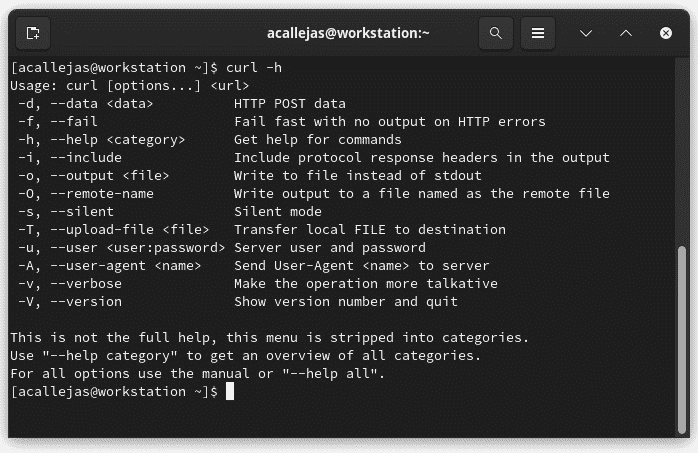 acallejas@workstation:~
[acallejas@workstation ~]$ curl -h
Usage: curl [options...] <url>
 -d, --data <data>          HTTP POST data
 -f, --fail                 Fail fast with no output on HTTP errors
 -h, --help <category>      Get help for commands
 -i, --include              Include protocol response headers in the output
 -o, --output <file>        Write to file instead of stdout
 -O, --remote-name          Write output to a file named as the remote file
 -s, --silent               Silent mode
 -T, --upload-file <file>   Transfer local FILE to destination
 -u, --user <user:password> Server user and password
 -A, --user-agent <name>    Send User-Agent <name> to server
 -v, --verbose              Make the operation more talkative
 -V, --version              Show version number and quit

This is not the full help, this menu is stripped into categories.
Use "--help category" to get an overview of all categories.
For all options use the manual or "--help all".
[acallejas@workstation ~]$